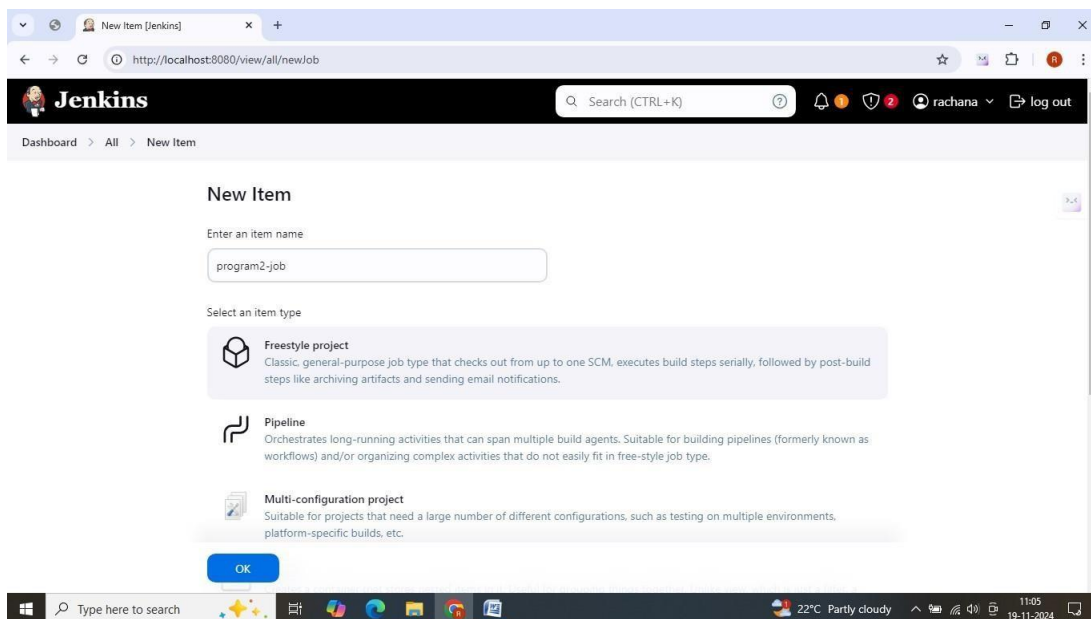 New Item [Jenkins]
http://localhost:8080/view/all/newJob
R
Jenkins
Search (CTRL+K)
1
2
rachana
log out
Dashboard > All > New Item
New Item
Enter an item name
program2-job
Select an item type
Freestyle project
Classic, general-purpose job type that checks out from up to one SCM, executes build steps serially, followed by post-build
steps like archiving artifacts and sending email notifications.
Pipeline
Orchestrates long-running activities that can span multiple build agents. Suitable for building pipelines (formerly known as
workflows) and/or organizing complex activities that do not easily fit in free-style job type.
Multi-configuration project
Suitable for projects that need a large number of different configurations, such as testing on multiple environments,
platform-specific builds, etc.
OK
Type here to search
22°C Partly cloudy
11:05
19-11-2024